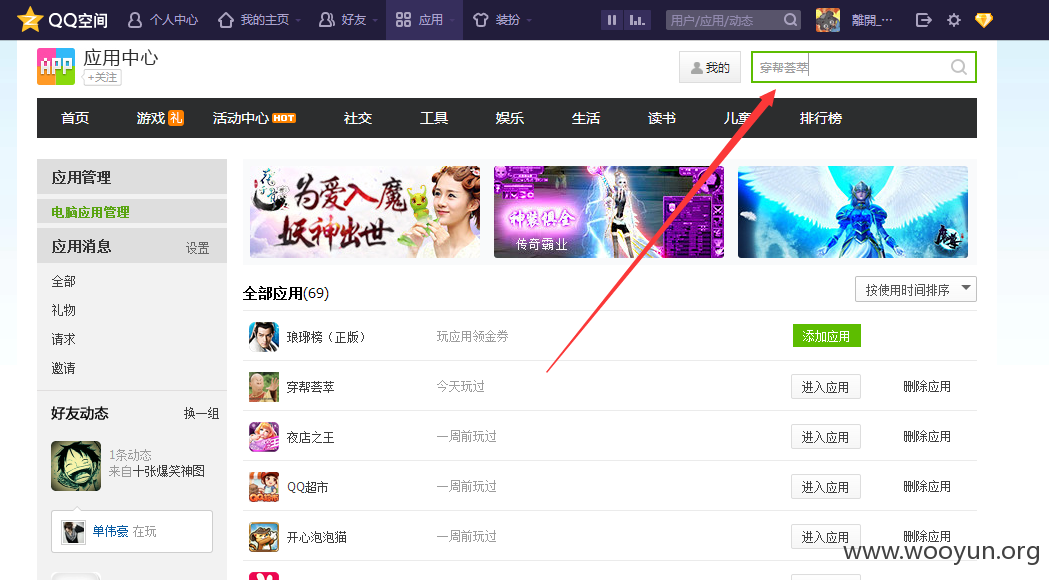 QQ空间 个人中心 我的主页 好友 应用 装扮 用户/应用/动态 離開_...
APP 应用中心
+关注
我的 穿帮荟萃
首页 游戏 礼 活动中心 HOT 社交 工具 娱乐 生活 读书 儿童 排行榜
应用管理
电脑应用管理
应用消息 设置
全部
礼物
请求
邀请
好友动态 换一组
1条动态
来自十张爆笑神图
单伟豪 在玩
为爱入魔
妖神出世
神装俱全
传奇霸业
全部应用(69) 按使用时间排序
琅琊榜（正版） 玩应用领金券 添加应用
穿帮荟萃 今天玩过 进入应用 删除应用
夜店之王 一周前玩过 进入应用 删除应用
QQ超市 一周前玩过 进入应用 删除应用
开心泡泡猫 一周前玩过 进入应用 删除应用
www.wooyun.org